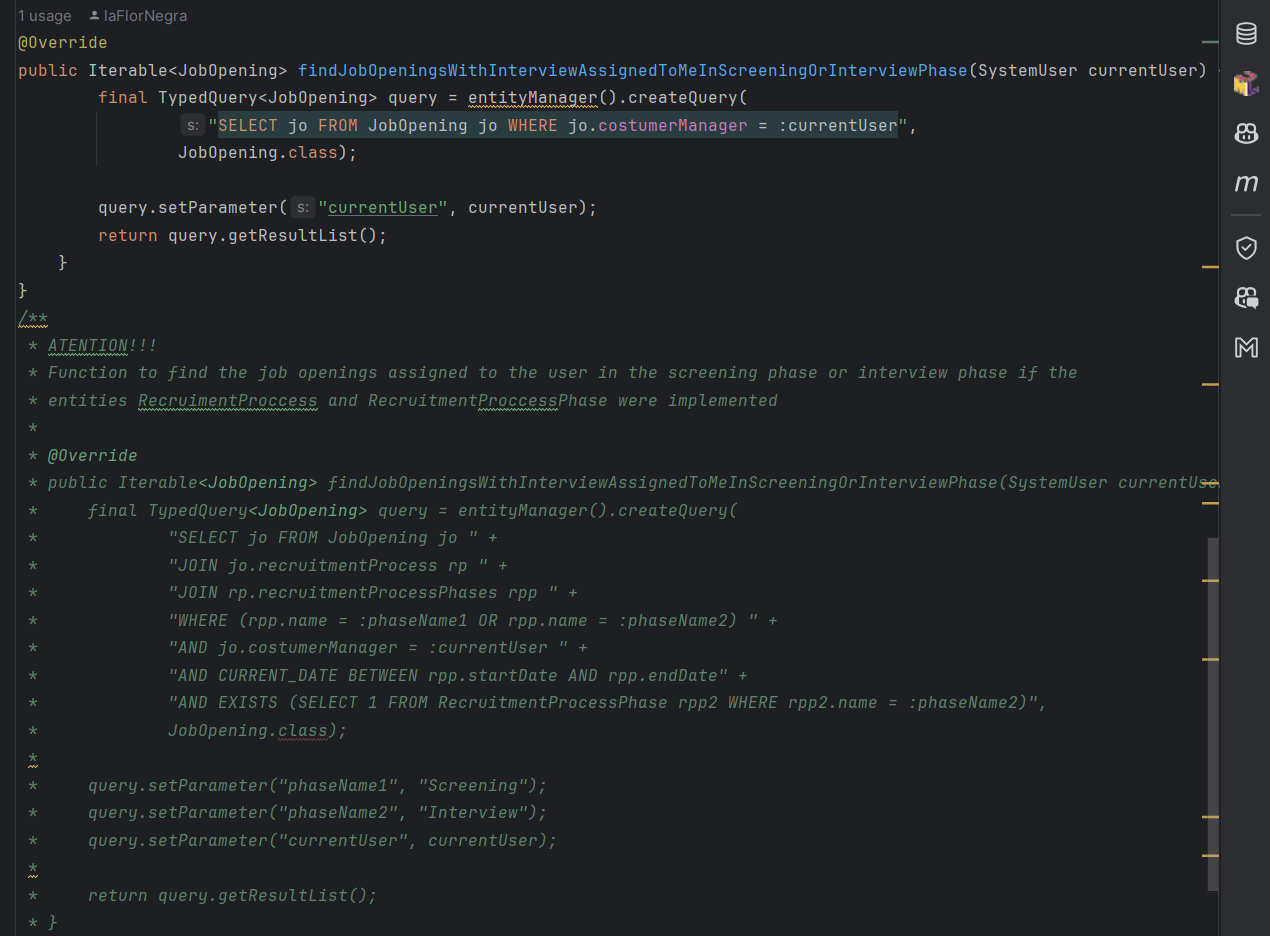 1 usage laFlorNegra
@Override
public Iterable<JobOpening> findJobOpeningsWithInterviewAssignedToMeInScreeningOrInterviewPhase(SystemUser currentUser)
final TypedQuery<JobOpening> query = entityManager().createQuery(
s: "SELECT jo FROM JobOpening jo WHERE jo.costumerManager = :currentUser",
JobOpening.class);
query.setParameter( s: "currentUser", currentUser);
return query.getResultList();
}
}
/**
* ATENTION!!!
* Function to find the job openings assigned to the user in the screening phase or interview phase if the
* entities RecruimentProccess and RecruitmentProccessPhase were implemented
*
* @Override
* public Iterable<JobOpening> findJobOpeningsWithInterviewAssignedToMeInScreeningOrInterviewPhase(SystemUser currentUse
* final TypedQuery<JobOpening> query = entityManager().createQuery(
* "SELECT jo FROM JobOpening jo " +
* "JOIN jo.recruitmentProcess rp " +
* "JOIN rp.recruitmentProcessPhases rpp " +
* "WHERE (rpp.name = :phaseName1 OR rpp.name = :phaseName2) " +
* "AND jo.costumerManager = :currentUser " +
* "AND CURRENT_DATE BETWEEN rpp.startDate AND rpp.endDate" +
* "AND EXISTS (SELECT 1 FROM RecruitmentProcessPhase rpp2 WHERE rpp2.name = :phaseName2)",
* JobOpening.class);
*
* query.setParameter("phaseName1", "Screening");
* query.setParameter("phaseName2", "Interview");
* query.setParameter("currentUser", currentUser);
*
* return query.getResultList();
* }